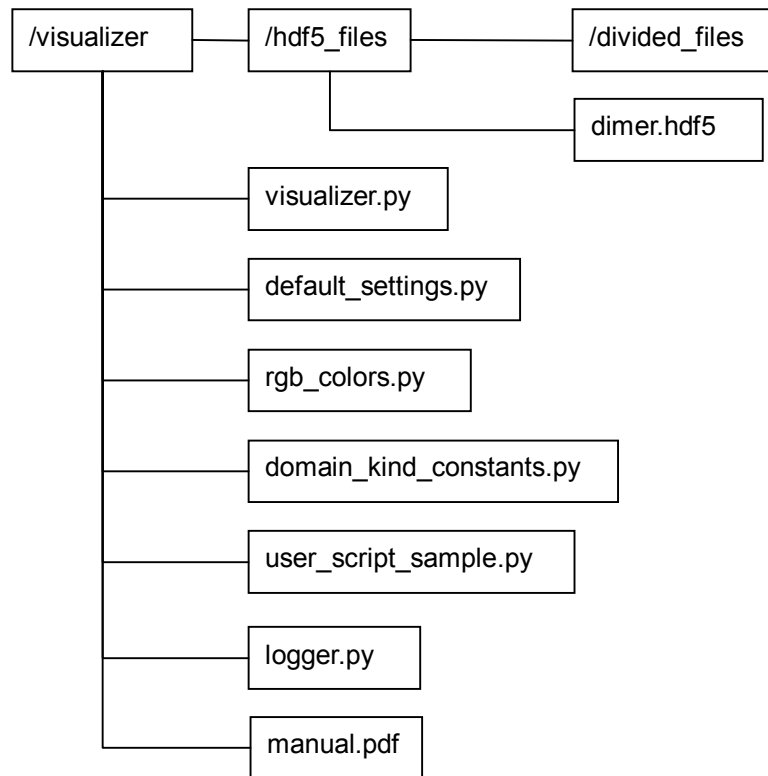 /visualizer
/hdf5_files
/divided_files
dimer.hdf5
visualizer.py
default_settings.py
rgb_colors.py
domain_kind_constants.py
user_script_sample.py
logger.py
manual.pdf